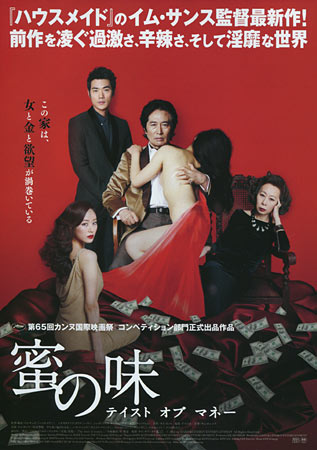 『ハウスメイド』のイム・サンス監督最新作!
前作を凌ぐ過激さ、辛辣さ、そして淫靡な世界
この家は、
女と金と欲望が渦巻いている
第65回カンヌ国際映画祭 コンペティション部門正式出品作品
蜜の味
テイスト オブ マネー